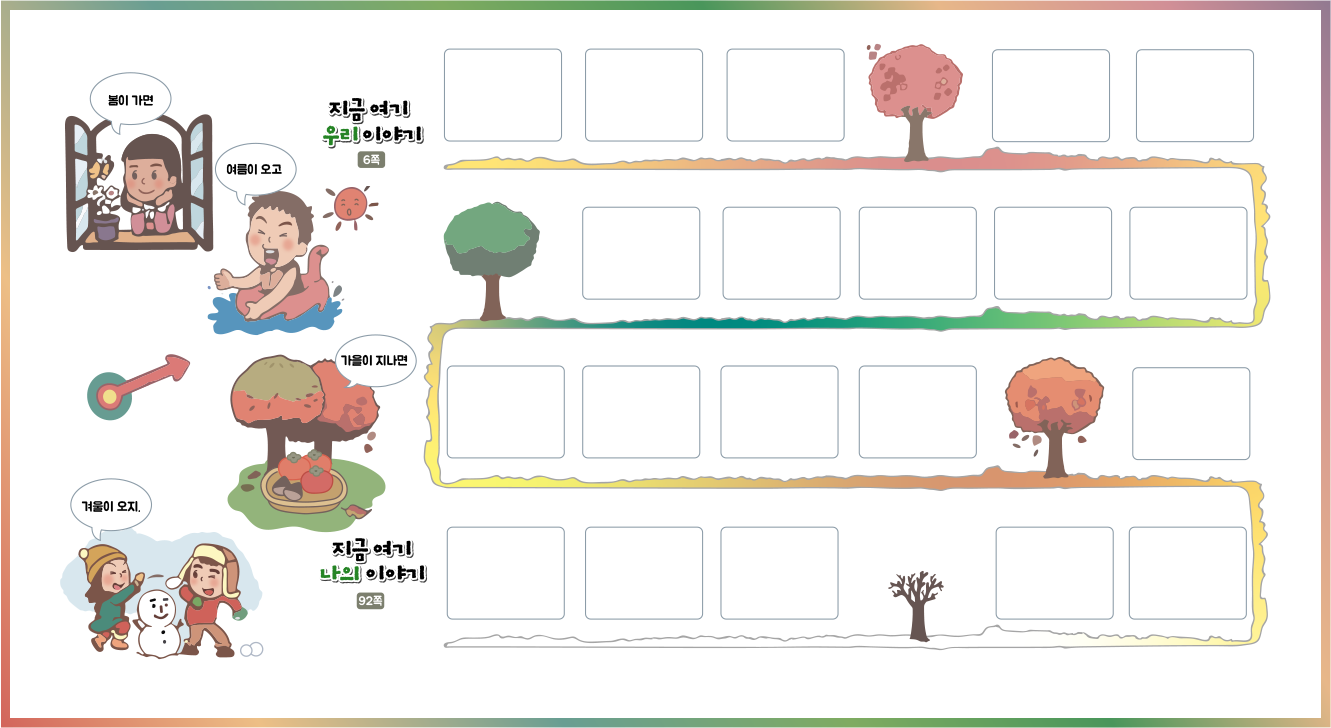 봄이 가면
여름이 오고
지금 여기
우리 이야기
6쪽
가을이 지나면
겨울이 오지.
지금 여기
나의 이야기
92쪽